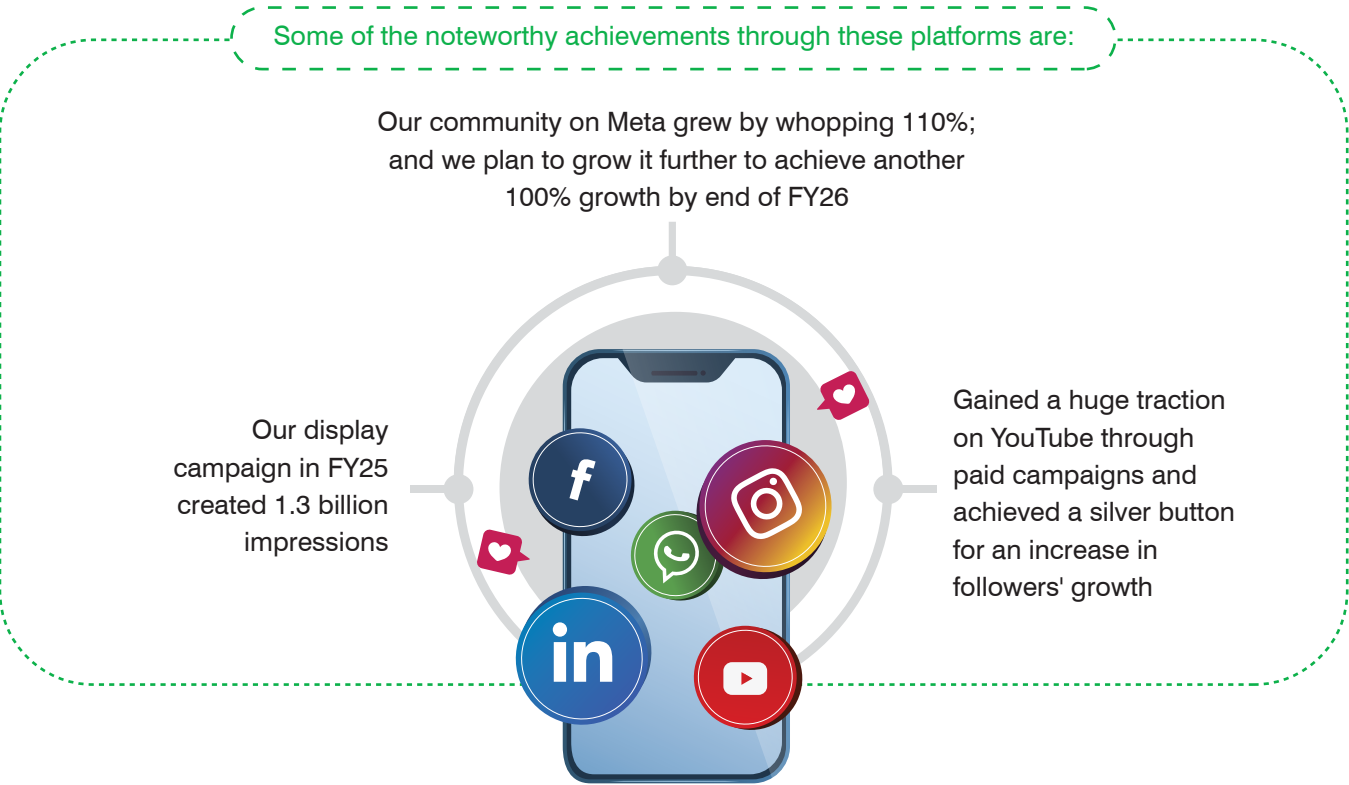 Some of the noteworthy achievements through these platforms are:
Our community on Meta grew by whopping 110%;
and we plan to grow it further to achieve another
100% growth by end of FY26
Our display
campaign in FY25
created 1.3 billion
impressions
Gained a huge traction
on YouTube through
paid campaigns and
achieved a silver button
for an increase in
followers' growth
f
in